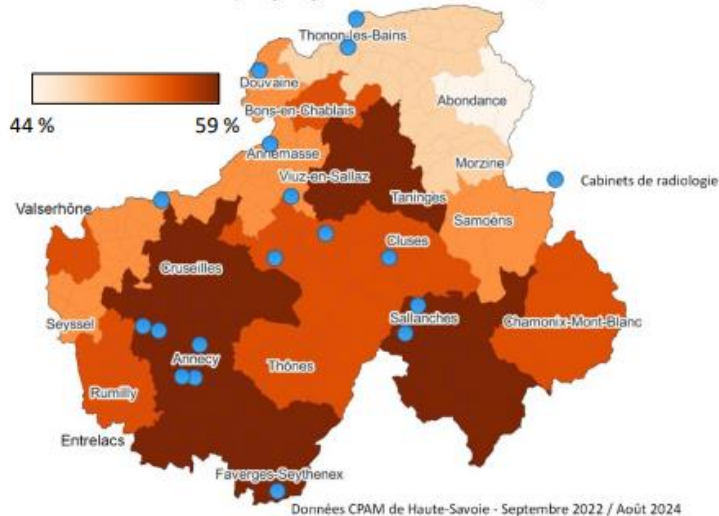 Thonon-les-Bains
Douvaine
Abondance
Bons-en-Chablais
44 %
59 %
Annemasse
Morzine
Viuz-en-Sallaz
Cabinets de radiologie
Taninges
Valserhône
Samoëns
Cluses
Cruseilles
Sallanches
Seyssel
Chamonix-Mont-Blanc
Annecy
Thônes
Rumilly
Entrelacs
Faverges-Seythenex
Données CPAM de Haute-Savoie - Septembre 2022 / Août 2024